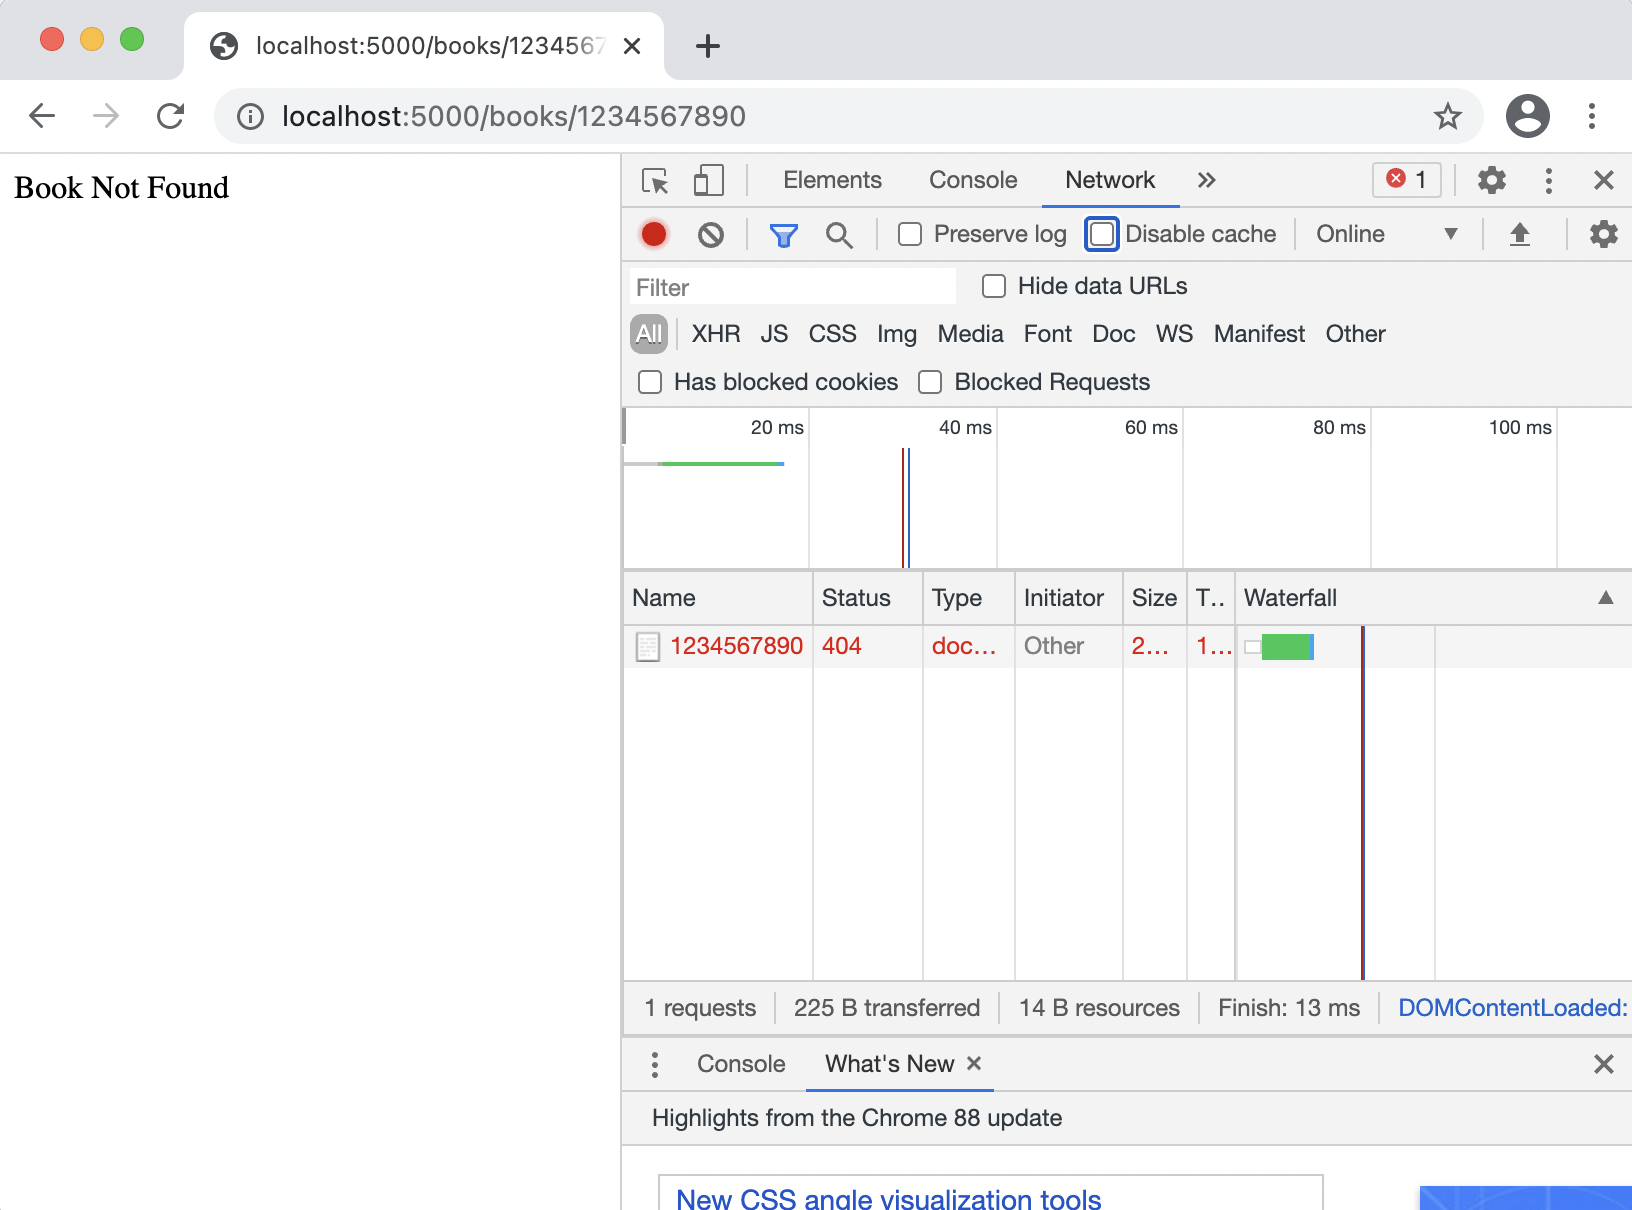 localhost:5000/books/1234567
localhost:5000/books/1234567890
Book Not Found
Elements Console Network 1
Preserve log Disable cache Online
Filter Hide data URLs
All XHR JS CSS Img Media Font Doc WS Manifest Other
Has blocked cookies Blocked Requests
20 ms 40 ms 60 ms 80 ms 100 ms
Name Status Type Initiator Size T.. Waterfall
1234567890 404 doc... Other 2... 1...
1 requests 225 B transferred 14 B resources Finish: 13 ms DOMContentLoaded:
Console What's New
Highlights from the Chrome 88 update
New CSS angle visualization tools